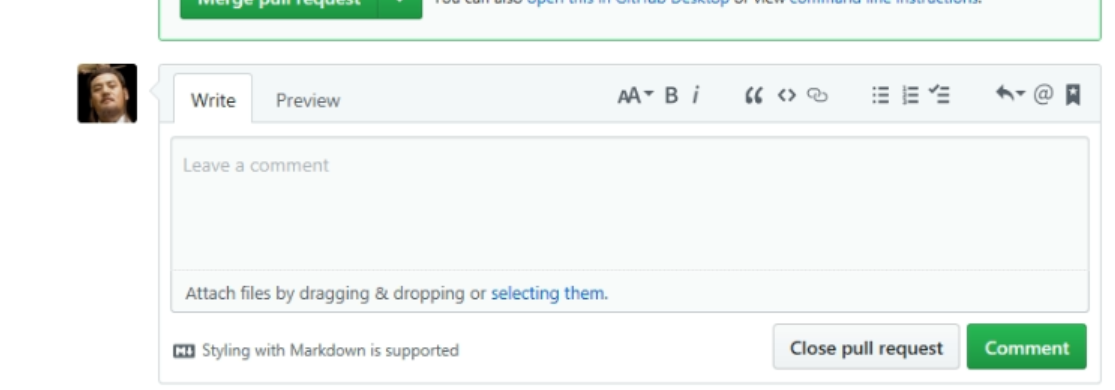 Merge pull request You can also open this in GitHub Desktop or view command line instructions.
Write Preview AA B i
Leave a comment
Attach files by dragging & dropping or selecting them.
Styling with Markdown is supported Close pull request Comment